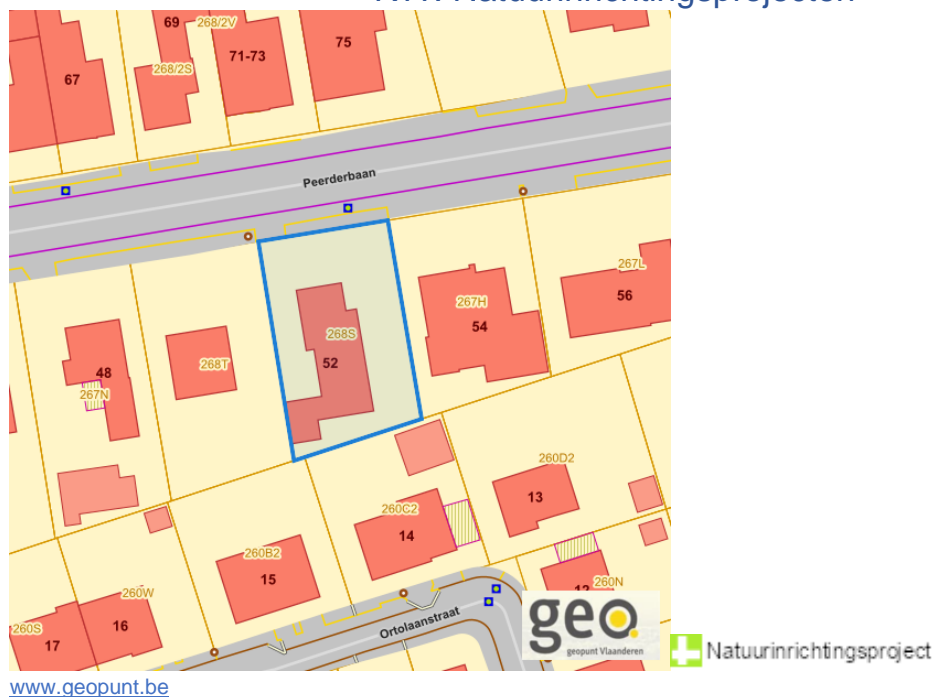 69
268/2V
71-73
75
67
268/2S
Peerderbaan
267L
56
267H
54
268S
52
268T
48
267N
260D2
13
260C2
14
260B2
15
260W
16
260S
17
12
260N
Ortolaanstraat
geo
geopunt Vlaanderen
Natuurinrichtingsproject
www.geopunt.be